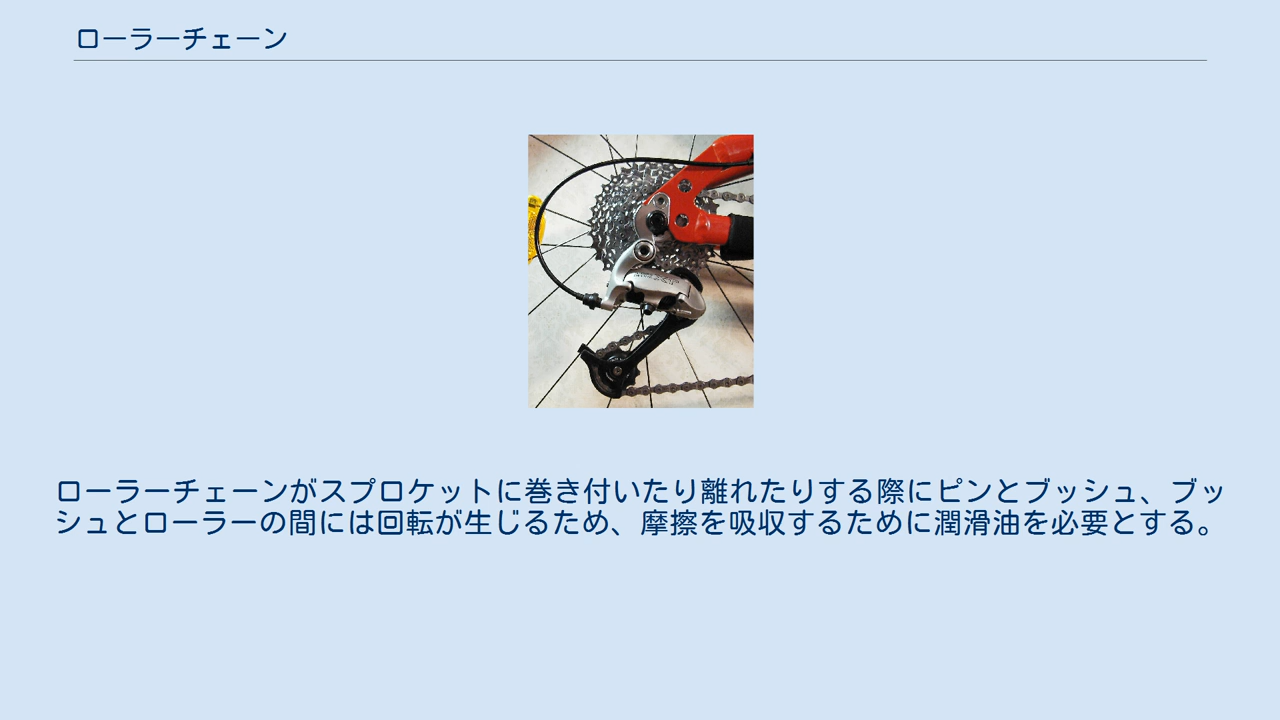 ローラーチェーン
ローラーチェーンがスプロケットに巻き付いたり離れたりする際にピンとブッシュ、ブッ
シュとローラーの間には回転が生じるため、摩擦を吸収するために潤滑油を必要とする。